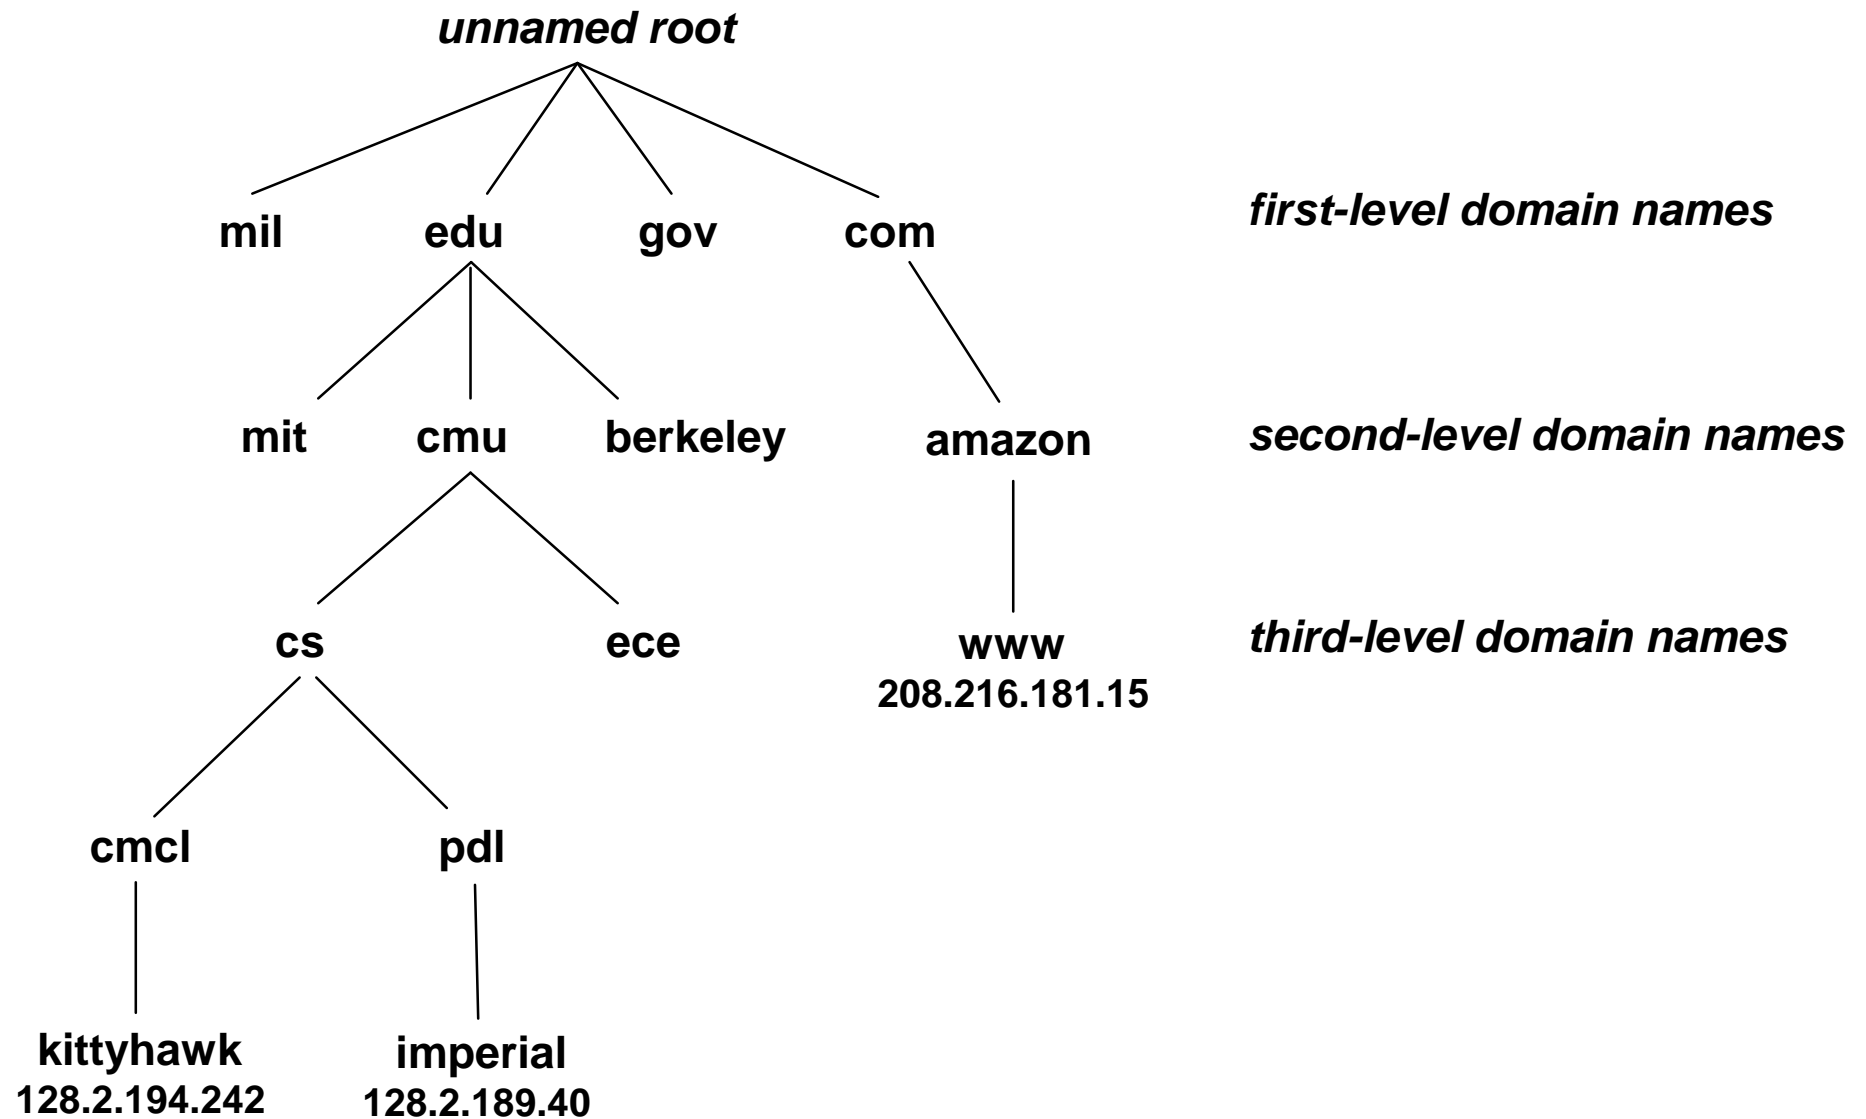 unnamed root
mil edu gov com
first-level domain names
mit cmu berkeley amazon
second-level domain names
cs ece www
208.216.181.15
third-level domain names
cmcl pdl
kittyhawk
128.2.194.242
imperial
128.2.189.40